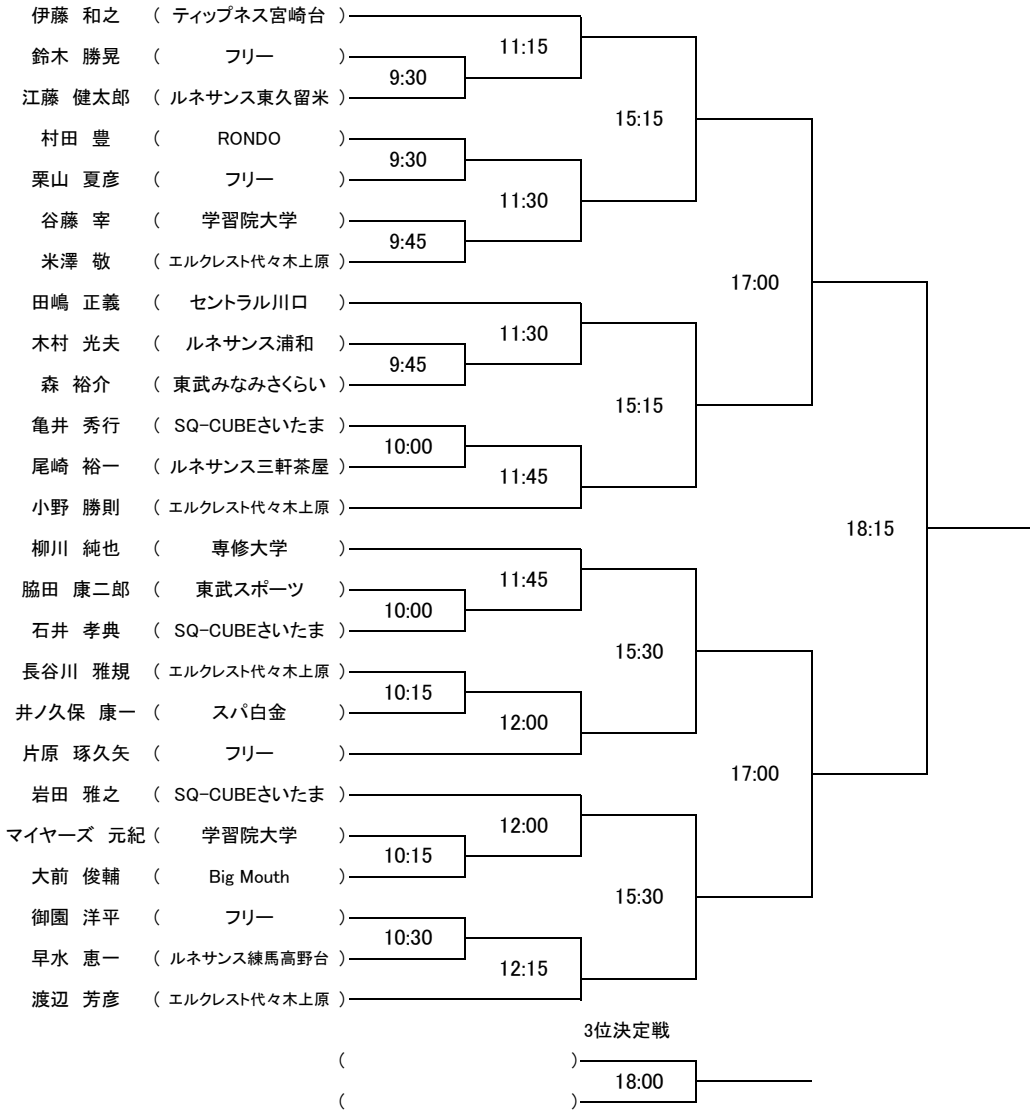 伊藤 和之 ( ティップネス宮崎台 )
11:15
鈴木 勝晃 ( フリー )
9:30
江藤 健太郎 ( ルネサンス東久留米 )
15:15
村田 豊 ( RONDO )
9:30
栗山 夏彦 ( フリー )
11:30
谷藤 宰 ( 学習院大学 )
9:45
米澤 敬 ( エルクレスト代々木上原 )
17:00
田嶋 正義 ( セントラル川口 )
11:30
木村 光夫 ( ルネサンス浦和 )
9:45
森 裕介 ( 東武みなみさくらい )
15:15
亀井 秀行 ( SQ-CUBEさいたま )
10:00
尾崎 裕一 ( ルネサンス三軒茶屋 )
11:45
小野 勝則 ( エルクレスト代々木上原 )
18:15
柳川 純也 ( 専修大学 )
11:45
脇田 康二郎 ( 東武スポーツ )
10:00
石井 孝典 ( SQ-CUBEさいたま )
15:30
長谷川 雅規 ( エルクレスト代々木上原 )
10:15
井ノ久保 康一 ( スパ白金 )
12:00
片原 琢久矢 ( フリー )
17:00
岩田 雅之 ( SQ-CUBEさいたま )
12:00
マイヤーズ 元紀 ( 学習院大学 )
10:15
大前 俊輔 ( Big Mouth )
15:30
御園 洋平 ( フリー )
10:30
早水 恵一 ( ルネサンス練馬高野台 )
12:15
渡辺 芳彦 ( エルクレスト代々木上原 )
3位決定戦
( )
18:00
( )